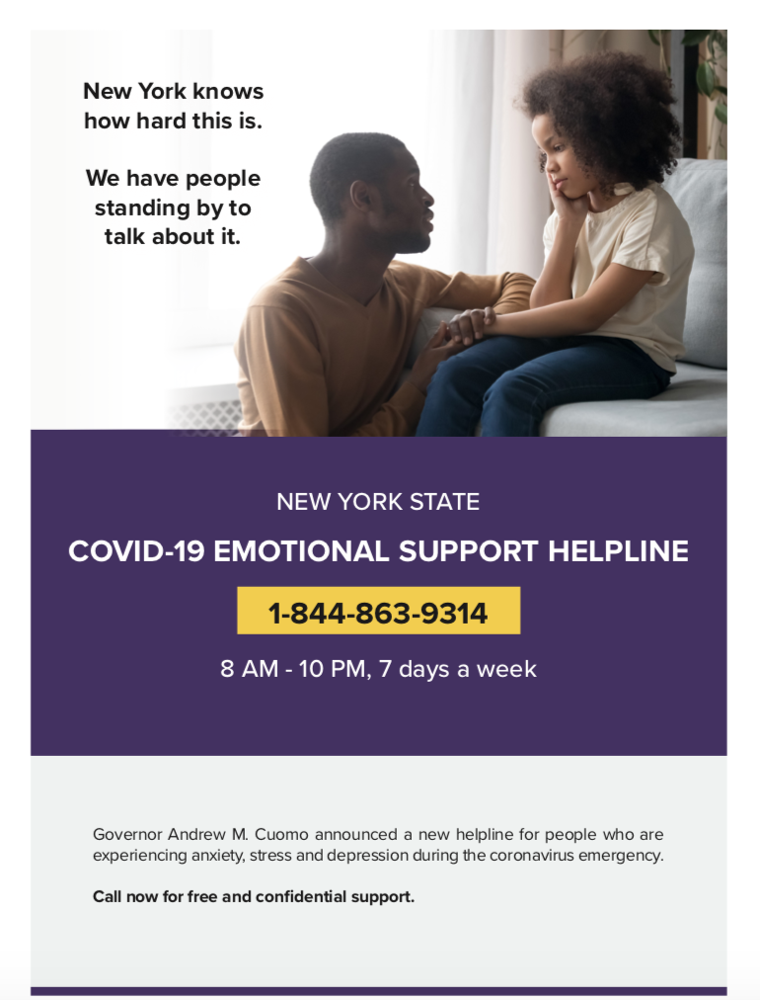 New York knows
how hard this is.
We have people
standing by to
talk about it.
NEW YORK STATE
COVID-19 EMOTIONAL SUPPORT HELPLINE
1-844-863-9314
8 AM - 10 PM, 7 days a week
Governor Andrew M. Cuomo announced a new helpline for people who are
experiencing anxiety, stress and depression during the coronavirus emergency.
Call now for free and confidential support.